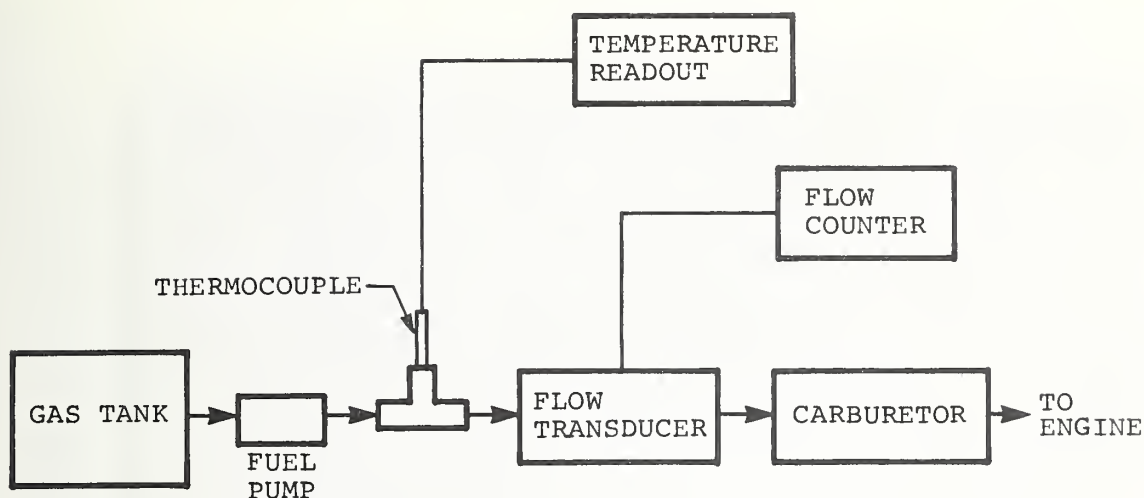 TEMPERATURE
READOUT
FLOW
COUNTER
THERMOCOUPLE
GAS TANK
FUEL
PUMP
FLOW
TRANSDUCER
CARBURETOR
TO
ENGINE